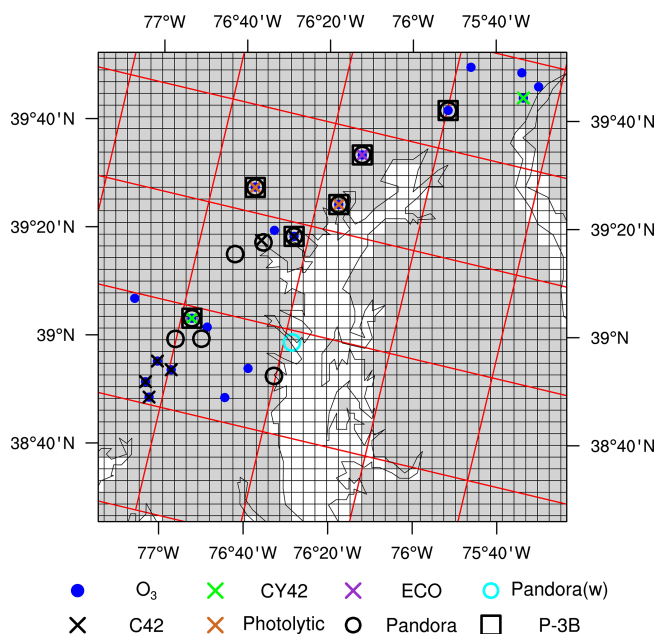 77°W 76°40'W 76°20'W 76°W 75°40'W
39°40'N 39°40'N
39°20'N 39°20'N
39°N 39°N
38°40'N 38°40'N
77°W 76°40'W 76°20'W 76°W 75°40'W
O₃ CY42 ECO Pandora(w)
C42 Photolytic Pandora P-3B